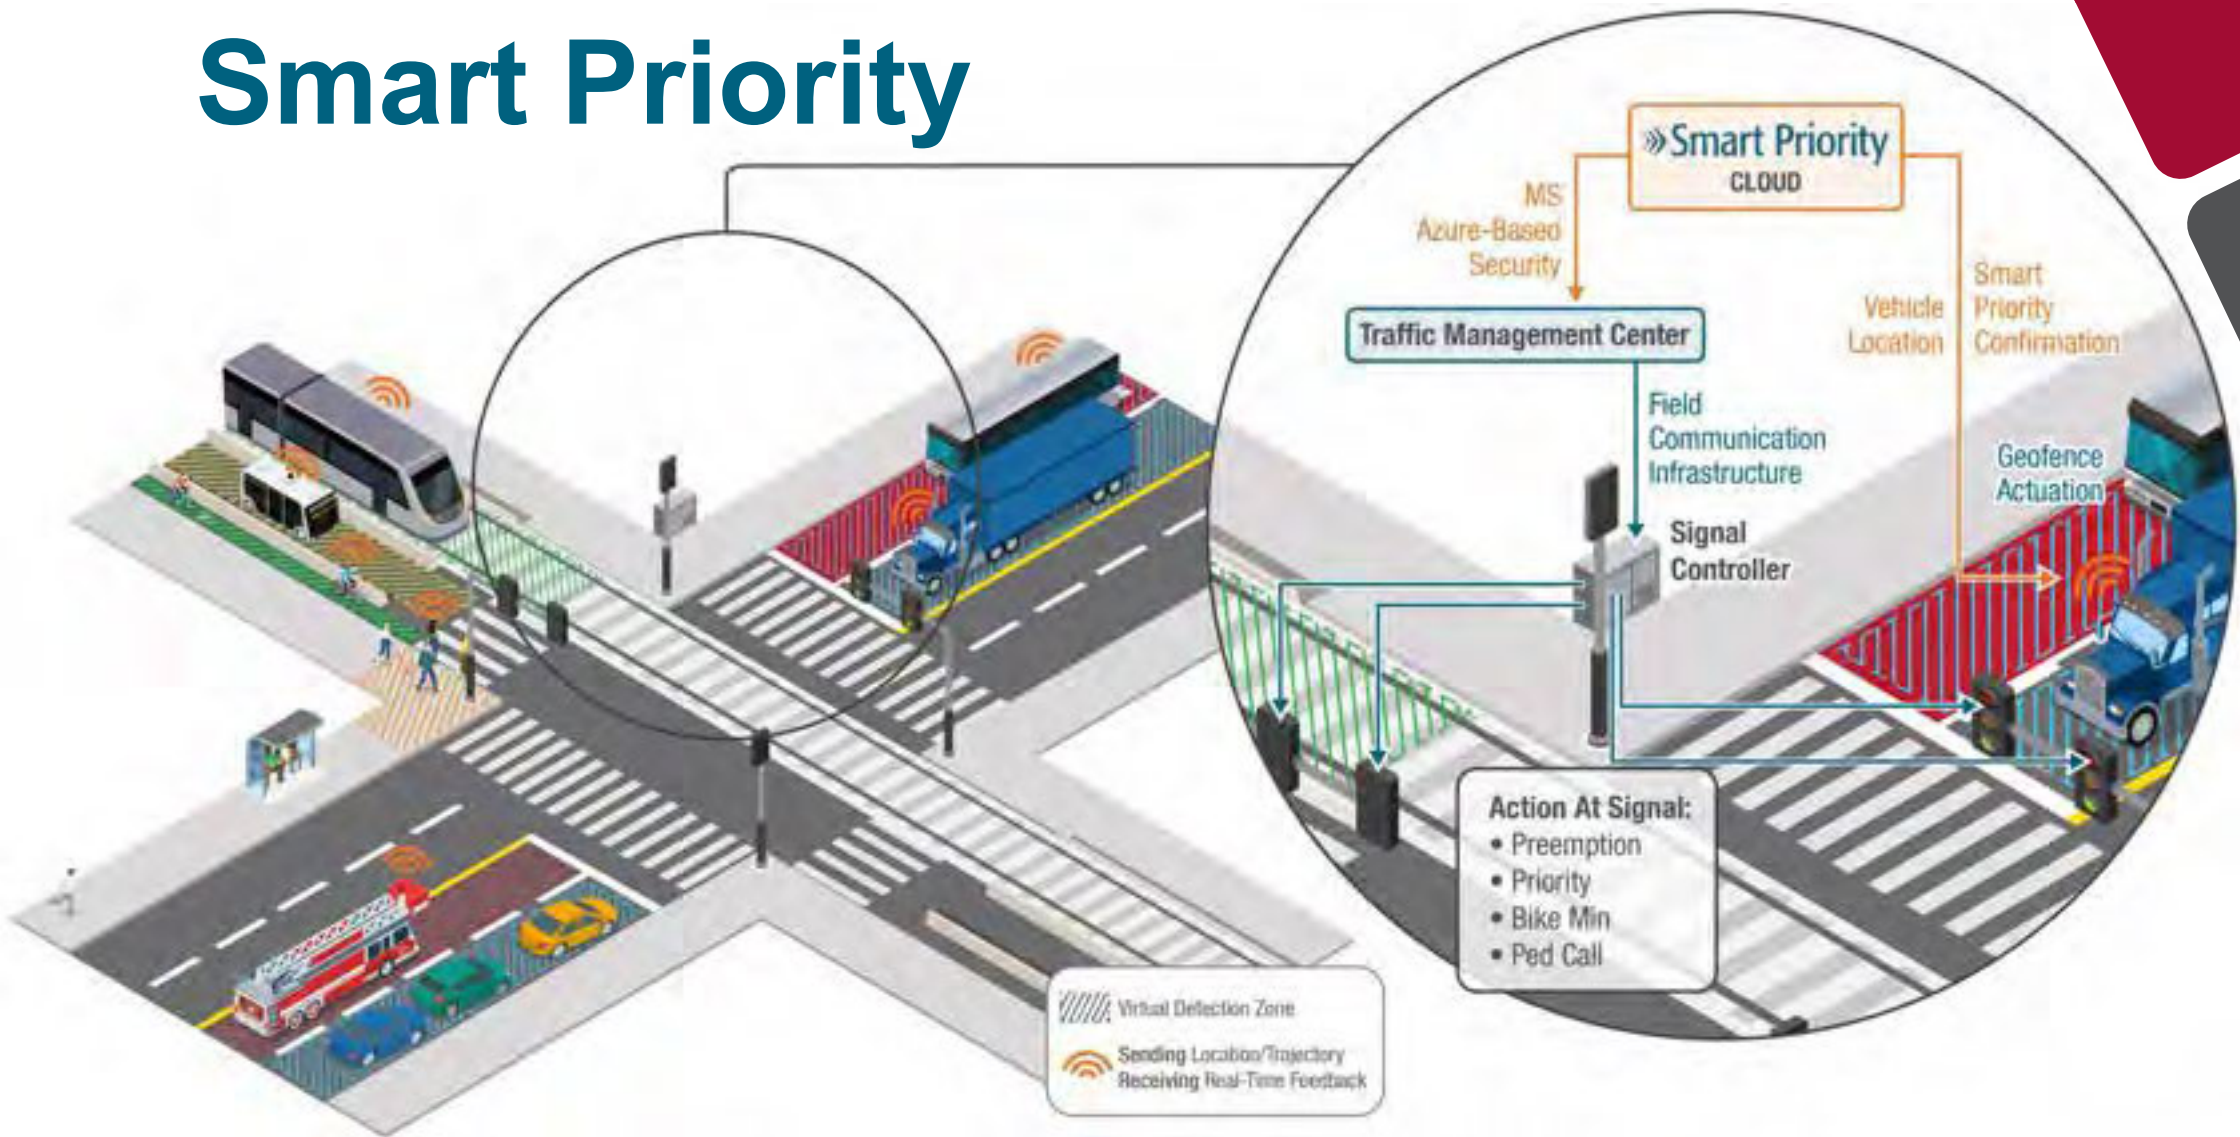 Smart Priority
Smart Priority
CLOUD
MS
Azure-Based
Security
Traffic Management Center
Vehicle
Location
Smart
Priority
Confirmation
Field
Communication
Infrastructure
Geofence
Actuation
Signal
Controller
Action At Signal:
• Preemption
• Priority
• Bike Min
• Ped Call
Virtual Detection Zone
Sending Location/Trajectory
Receiving Real-Time Feedback